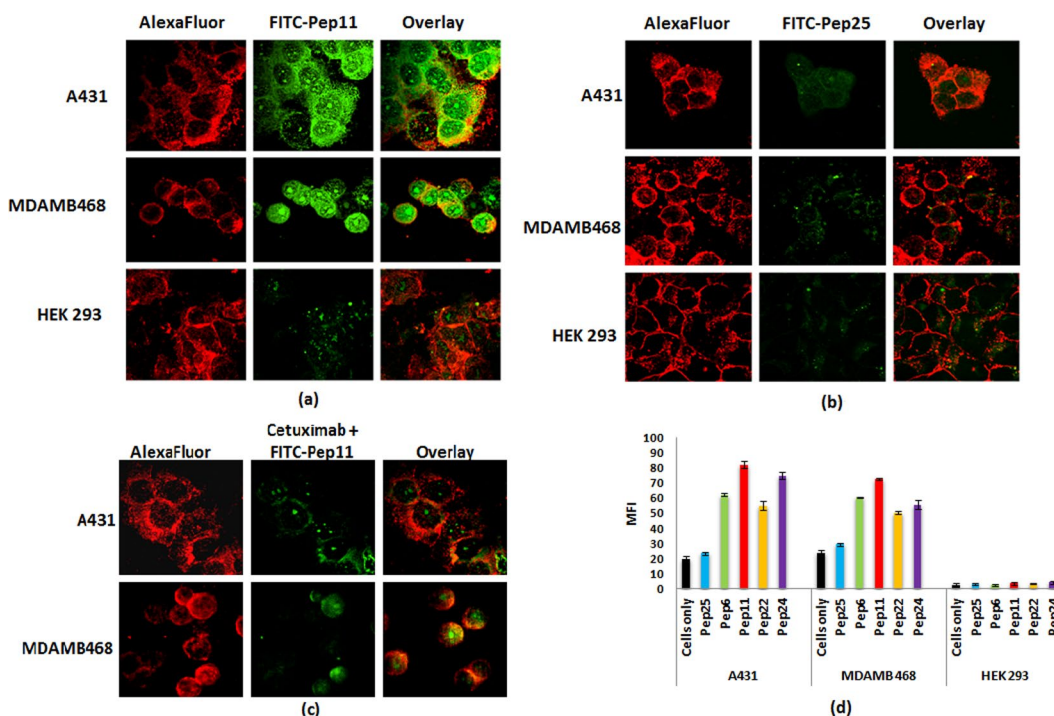 AlexaFluor FITC-Pep11 Overlay
A431
MDAMB468
HEK 293
(a)
AlexaFluor FITC-Pep25 Overlay
A431
MDAMB468
HEK 293
(b)
Cetuximab +
AlexaFluor FITC-Pep11 Overlay
A431
MDAMB468
(c)
100
90
80
70
60
50
40
30
20
10
0
MFI
Cells only Pep25 Pep6 Pep11 Pep22 Pep24 Cells only Pep25 Pep6 Pep11 Pep22 Pep24 Cells only Pep25 Pep6 Pep11 Pep22 Pep24
A431 MDAMB468 HEK293
(d)